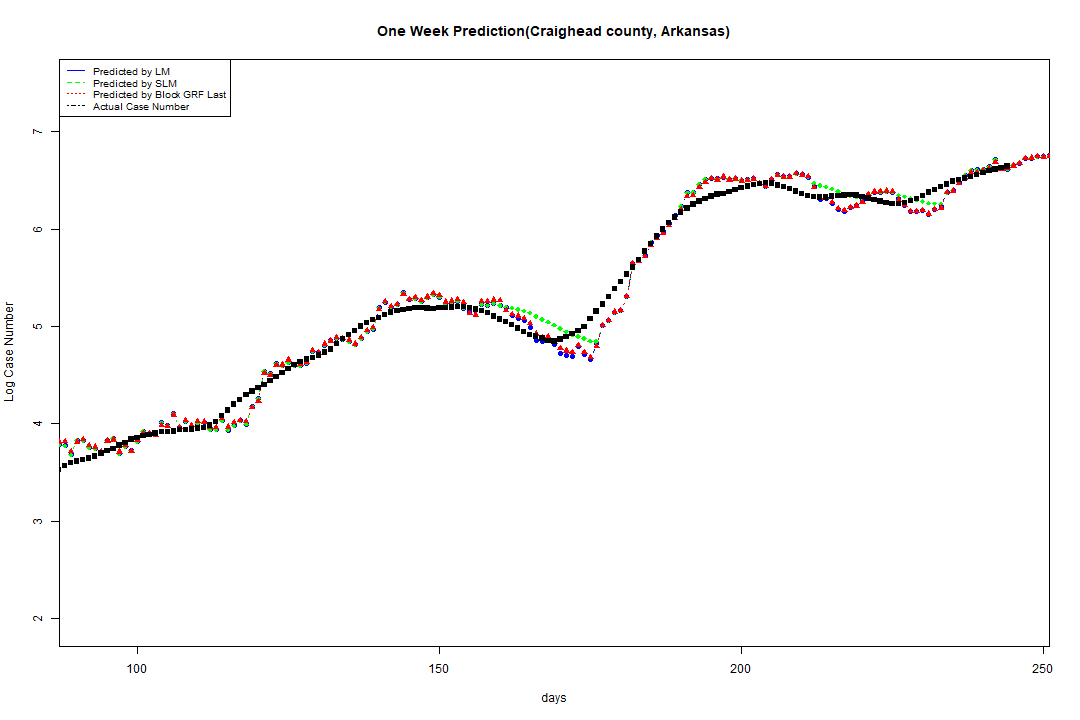 One Week Prediction(Craighead county, Arkansas)
Predicted by LM
Predicted by SLM
Predicted by Block GRF Last
Actual Case Number
7
6
5
4
3
2
Log Case Number
100 150 200 250
days